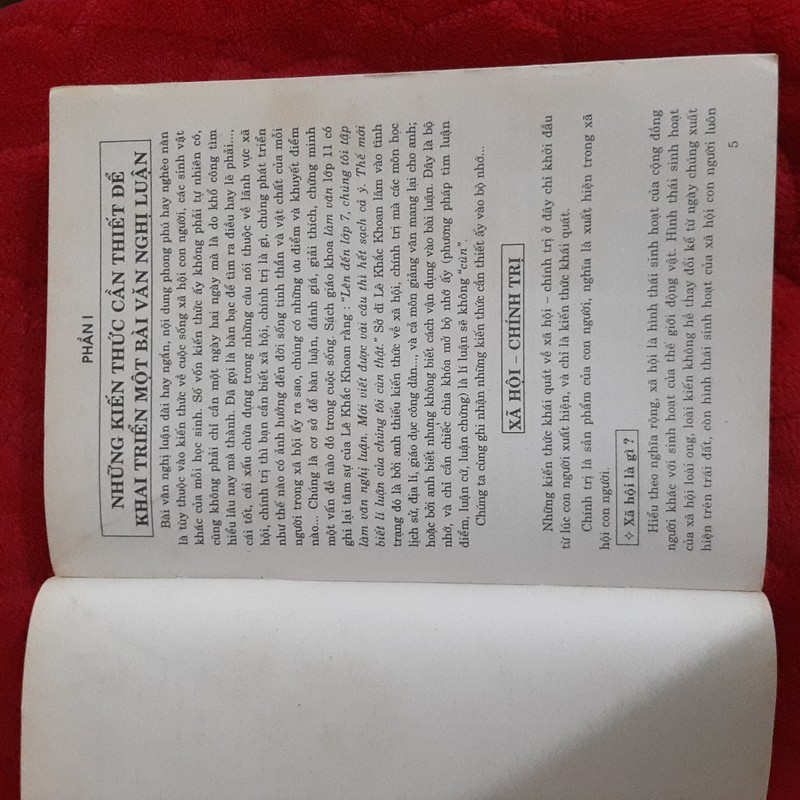 PHẦN I
NHỮNG KIẾN THỨC CẦN THIẾT ĐỂ
KHAI TRIỂN MỘT BÀI VĂN NGHỊ LUẬN
Bài văn nghị luận dài hay ngắn, nội dung phong phú hay nghèo nàn
là tùy thuộc vào kiến thức về cuộc sống xã hội con người, các sinh vật
khác của mỗi học sinh. Số vốn kiến thức ấy không phải tự nhiên có,
cũng không phải chỉ cần một ngày hai ngày mà là do khổ công tìm
hiểu lâu nay mà thành. Đã gọi là bàn bạc để tìm ra điều hay lẽ phải...,
cái tốt, cái xấu chứa đựng trong những câu nói thuộc về lãnh vực xã
hội, chính trị thì bạn cần biết xã hội, chính trị là gì, chúng phát triển
như thế nào có ảnh hưởng đến đời sống tinh thần và vật chất của mỗi
người trong xã hội ấy ra sao, chúng có những ưu điểm và khuyết điểm
nào... Chúng là cơ sở để bàn luận, đánh giá, giải thích, chứng minh
một vấn đề nào đó trong cuộc sống. Sách giáo khoa làm văn lớp 11 có
ghi lại tâm sự của Lê Khắc Khoan rằng : "Lên đến lớp 7, chúng tôi tập
làm văn nghị luận. Mới viết được vài câu thì hết sạch cả ý. Thế mới
biết lí luận của chúng tôi cùn thật." Sở dĩ Lê Khắc Khoan lâm vào tình
trạng đó là bởi anh thiếu kiến thức về xã hội, chính trị mà các môn học
lịch sử, địa lí, giáo dục công dân..., và cả môn giảng văn mang lại cho anh;
hoặc bởi anh biết nhưng không biết cách vận dụng vào bài luận. Đây là bộ
nhớ, và chỉ cần chiếc chìa khóa mở bộ nhớ ấy (phương pháp tìm luận
điểm, luận cứ, luận chứng) là lí luận sẽ không "cùn".
Chúng ta cùng ghi nhận những kiến thức cần thiết ấy vào bộ nhớ...
XÃ HỘI – CHÍNH TRỊ
Những kiến thức khái quát về xã hội – chính trị ở đây chỉ khởi đầu
từ lúc con người xuất hiện, và chỉ là kiến thức khái quát.
Chính trị là sản phẩm của con người, nghĩa là xuất hiện trong xã
hội con người.
✧ Xã hội là gì ?
Hiểu theo nghĩa rộng, xã hội là hình thái sinh hoạt của cộng đồng
người khác với sinh hoạt của thế giới động vật. Hình thái sinh hoạt
của xã hội loài ong, loài kiến không hề thay đổi kể từ ngày chúng xuất
hiện trên trái đất, còn hình thái sinh hoạt của xã hội con người luôn
5